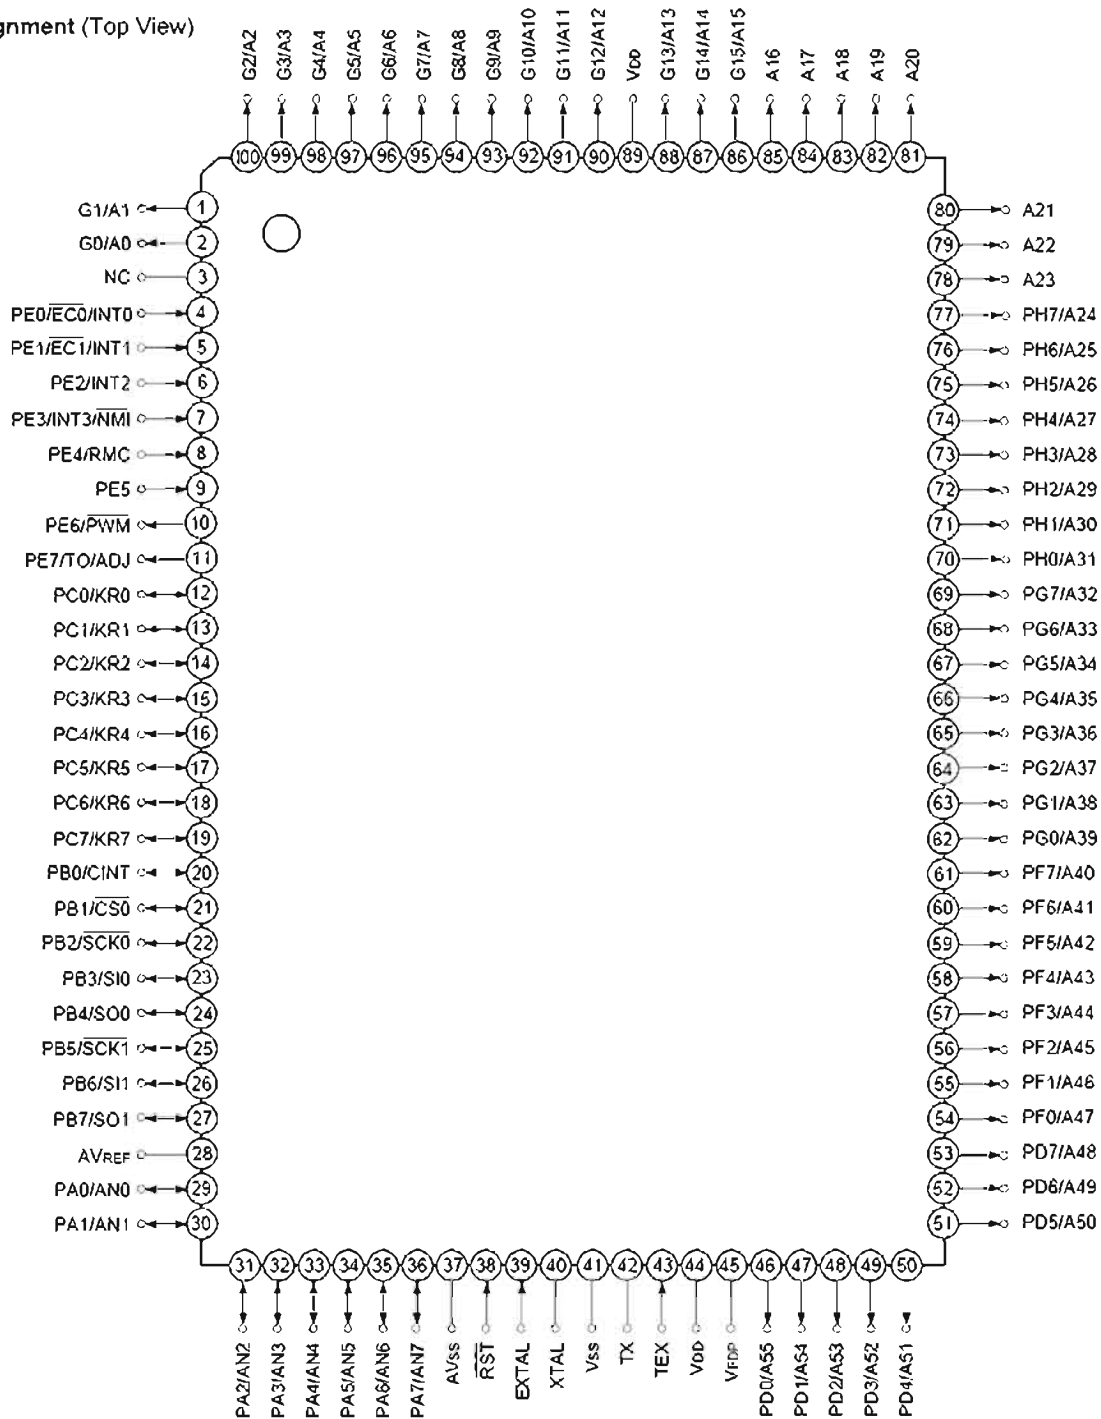 gnment (Top View)
G2/A2
G3/A3
G4/A4
G5/A5
G6/A6
G7/A7
G8/A8
G9/A9
G10/A10
G11/A11
G12/A12
VDD
G13/A13
G14/A14
G15/A15
A16
A17
A18
A19
A20
100 99 98 97 96 95 94 93 92 91 90 89 88 87 86 85 84 83 82 81
G1/A1 1 80 A21
G0/A0 2 79 A22
NC 3 78 A23
PE0/EC0/INT0 4 77 PH7/A24
PE1/EC1/INT1 5 76 PH6/A25
PE2/INT2 6 75 PH5/A26
PE3/INT3/NMI 7 74 PH4/A27
PE4/RMC 8 73 PH3/A28
PE5 9 72 PH2/A29
PE6/PWM 10 71 PH1/A30
PE7/TO/ADJ 11 70 PH0/A31
PC0/KR0 12 69 PG7/A32
PC1/KR1 13 68 PG6/A33
PC2/KR2 14 67 PG5/A34
PC3/KR3 15 66 PG4/A35
PC4/KR4 16 65 PG3/A36
PC5/KR5 17 64 PG2/A37
PC6/KR6 18 63 PG1/A38
PC7/KR7 19 62 PG0/A39
PB0/CINT 20 61 PF7/A40
PB1/CS0 21 60 PF6/A41
PB2/SCK0 22 59 PF5/A42
PB3/SI0 23 58 PF4/A43
PB4/SO0 24 57 PF3/A44
PB5/SCK1 25 56 PF2/A45
PB6/SI1 26 55 PF1/A46
PB7/SO1 27 54 PF0/A47
AVREF 28 53 PD7/A48
PA0/AN0 29 52 PD6/A49
PA1/AN1 30 51 PD5/A50
31 32 33 34 35 36 37 38 39 40 41 42 43 44 45 46 47 48 49 50
PA2/AN2
PA3/AN3
PA4/AN4
PA5/AN5
PA6/AN6
PA7/AN7
AVSS
RST
EXTAL
XTAL
VSS
TX
TEX
VDD
VFDP
PD0/A55
PD1/A54
PD2/A53
PD3/A52
PD4/A51